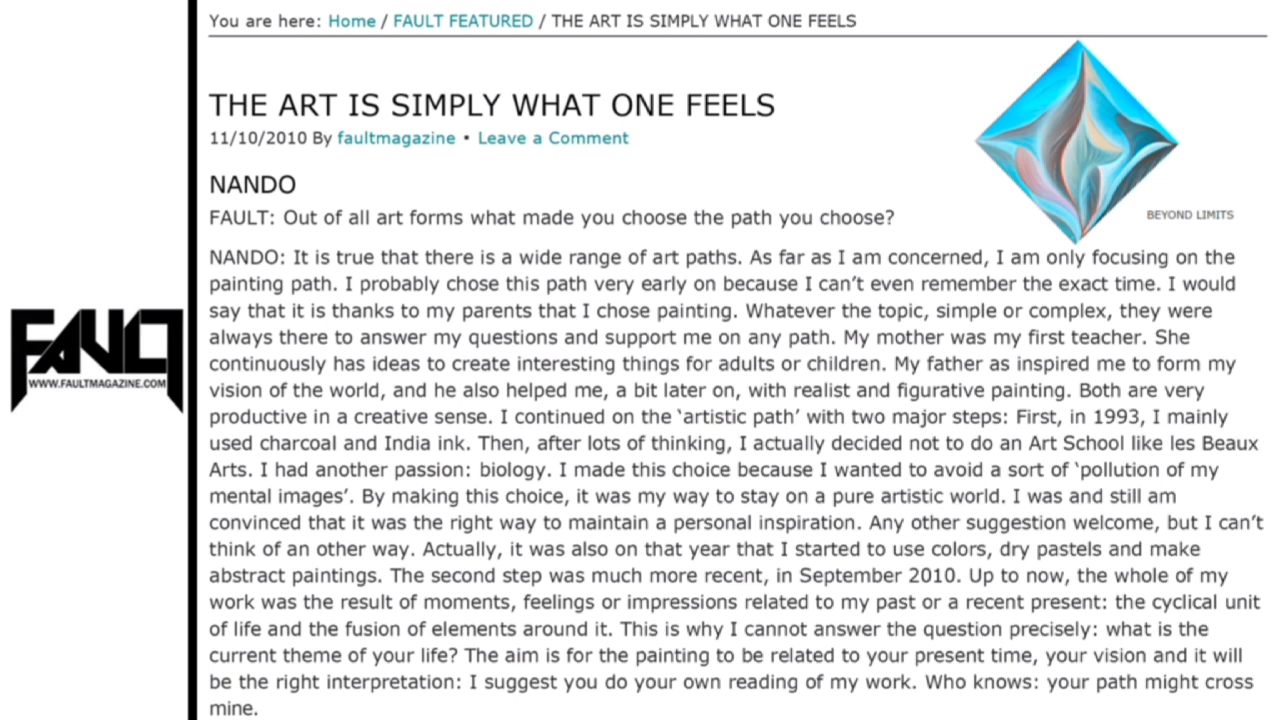 You are here: Home / FAULT FEATURED / THE ART IS SIMPLY WHAT ONE FEELS
THE ART IS SIMPLY WHAT ONE FEELS
11/10/2010 By faultmagazine • Leave a Comment
NANDO
BEYOND LIMITS
FAULT: Out of all art forms what made you choose the path you choose?
NANDO: It is true that there is a wide range of art paths. As far as I am concerned, I am only focusing on the
painting path. I probably chose this path very early on because I can’t even remember the exact time. I would
say that it is thanks to my parents that I chose painting. Whatever the topic, simple or complex, they were
always there to answer my questions and support me on any path. My mother was my first teacher. She
continuously has ideas to create interesting things for adults or children. My father as inspired me to form my
vision of the world, and he also helped me, a bit later on, with realist and figurative painting. Both are very
productive in a creative sense. I continued on the ‘artistic path’ with two major steps: First, in 1993, I mainly
used charcoal and India ink. Then, after lots of thinking, I actually decided not to do an Art School like les Beaux
Arts. I had another passion: biology. I made this choice because I wanted to avoid a sort of ‘pollution of my
mental images’. By making this choice, it was my way to stay on a pure artistic world. I was and still am
convinced that it was the right way to maintain a personal inspiration. Any other suggestion welcome, but I can’t
think of an other way. Actually, it was also on that year that I started to use colors, dry pastels and make
abstract paintings. The second step was much more recent, in September 2010. Up to now, the whole of my
work was the result of moments, feelings or impressions related to my past or a recent present: the cyclical unit
of life and the fusion of elements around it. This is why I cannot answer the question precisely: what is the
current theme of your life? The aim is for the painting to be related to your present time, your vision and it will
be the right interpretation: I suggest you do your own reading of my work. Who knows: your path might cross
mine.
FAULT
WWW.FAULTMAGAZINE.COM